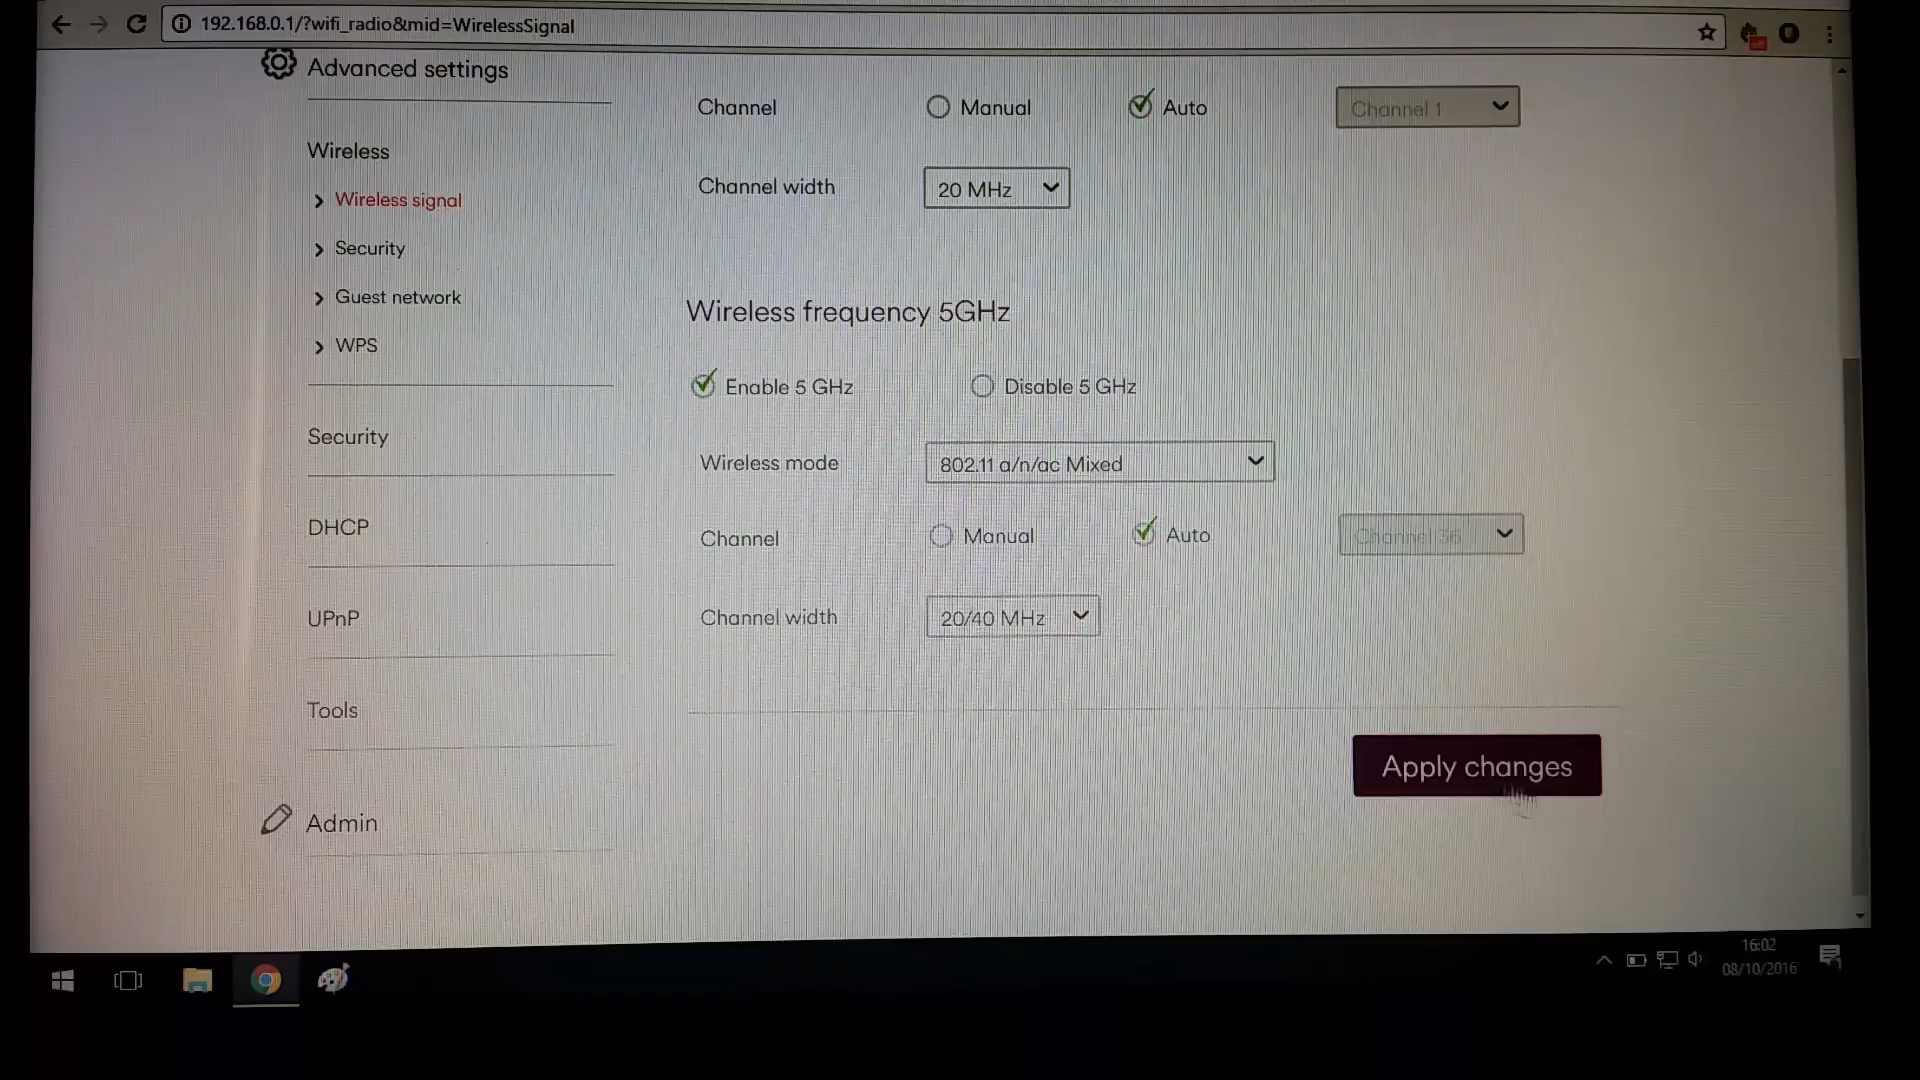 192.168.0.1/?wifi_radio&mid=WirelessSignal
Advanced settings
Wireless
Wireless signal
Security
Guest network
WPS
Security
DHCP
UPnP
Tools
Admin
Channel
Manual
Auto
Channel 1
Channel width
20 MHz
Wireless frequency 5GHz
Enable 5 GHz
Disable 5 GHz
Wireless mode
802.11 a/n/ac Mixed
Channel
Manual
Auto
Channel 36
Channel width
20/40 MHz
Apply changes
16:02
08/10/2016